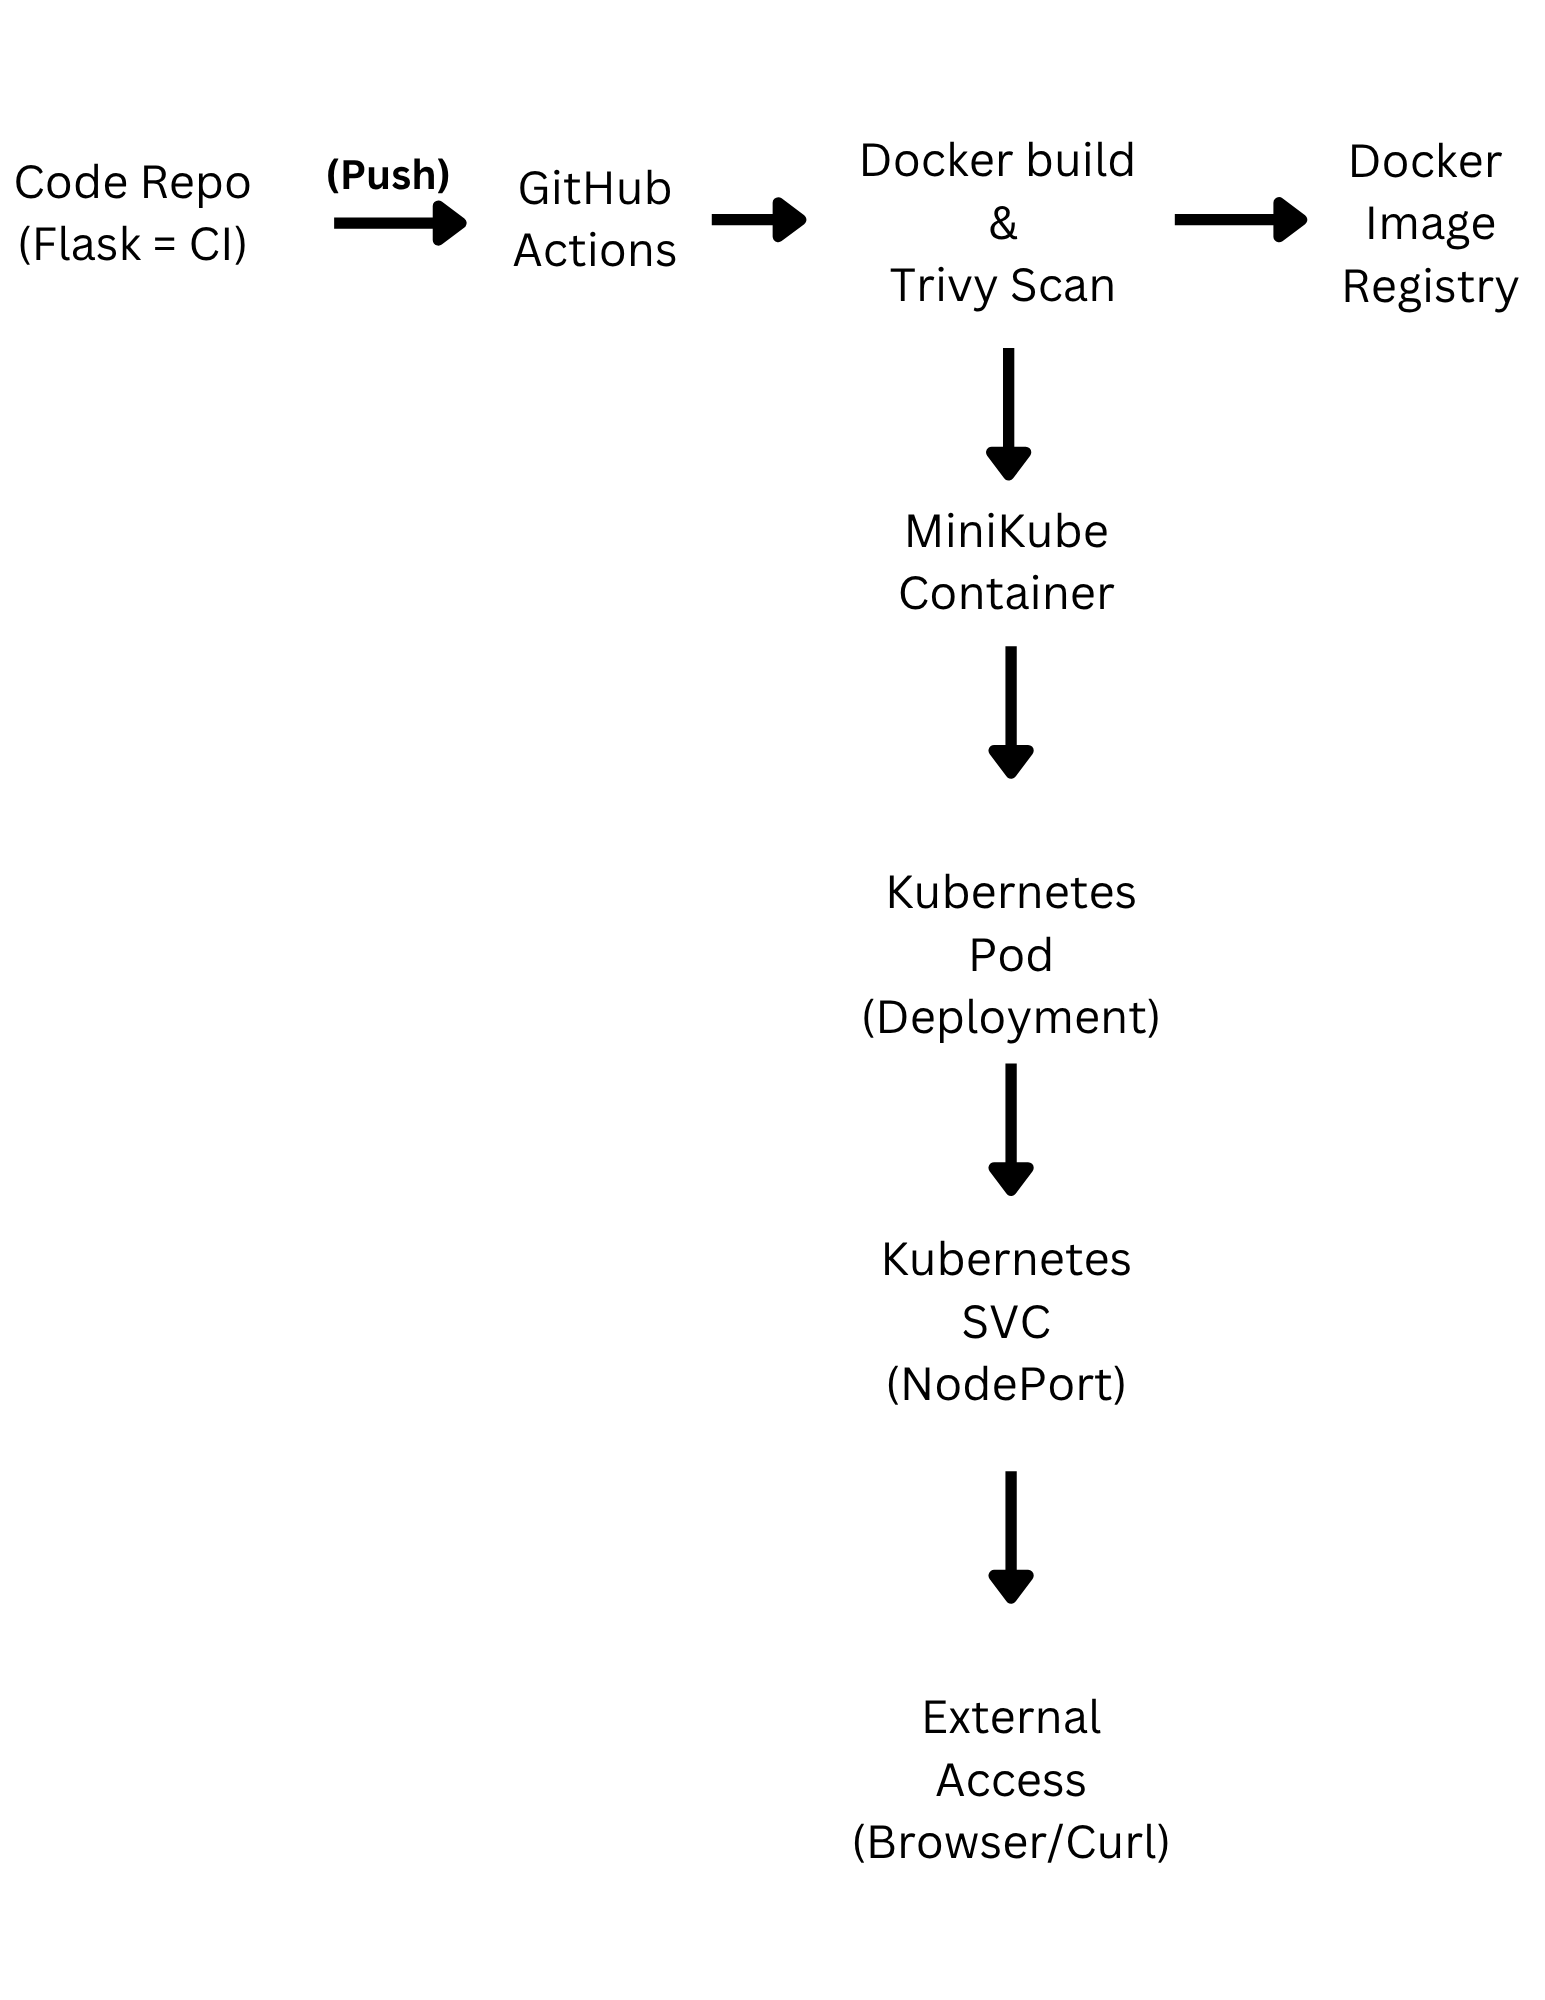 Code Repo
(Flask = CI)
(Push)
GitHub
Actions
Docker build
&
Trivy Scan
Docker
Image
Registry
MiniKube
Container
Kubernetes
Pod
(Deployment)
Kubernetes
SVC
(NodePort)
External
Access
(Browser/Curl)